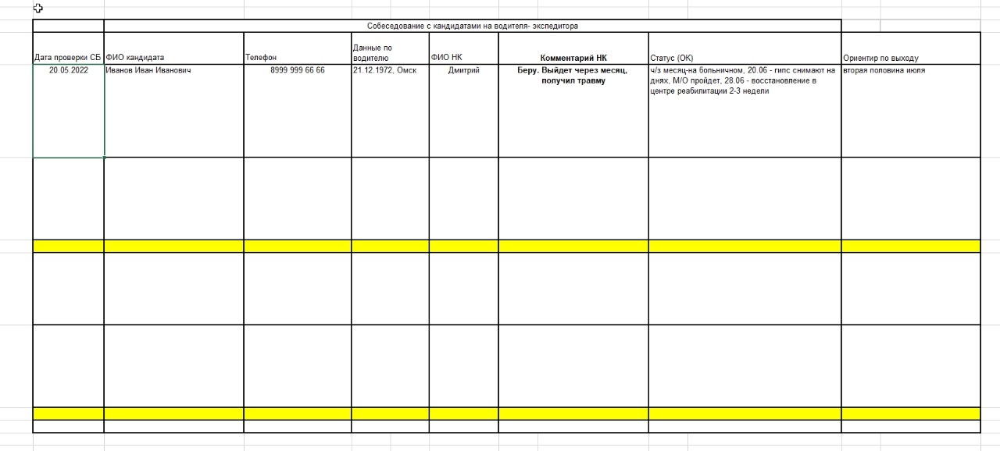 Собеседование с кандидатами на водителя- экспедитора
Дата проверки СБ ФИО кандидата Телефон Данные по водителю ФИО НК Комментарий НК Статус (ОК) Ориентир по выходу
20.05.2022 Иванов Иван Иванович 8999 999 66 66 21.12.1972, Омск Дмитрий Беру. Выйдет через месяц, ч/з месяц-на больничном, 20.06 - гипс снимают на вторая половина июля
получил травму днях, М/О пройдет, 28.06 - восстановление в
центре реабилитации 2-3 недели